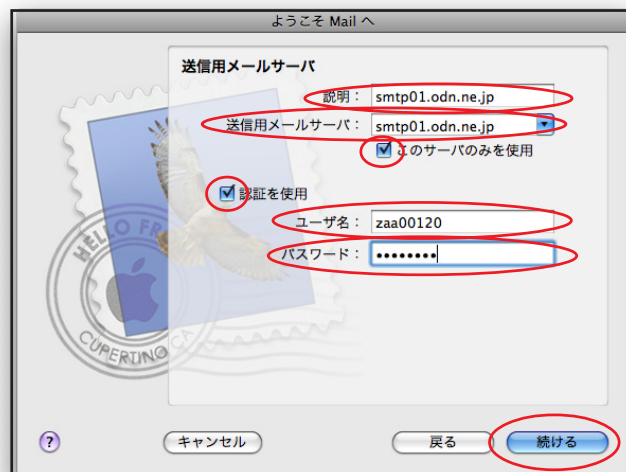 ようこそ Mail へ
送信用メールサーバ
説明： smtp01.odn.ne.jp
送信用メールサーバ： smtp01.odn.ne.jp
このサーバのみを使用
認証を使用
ユーザ名： zaa00120
パスワード： ••••••••
HELLO FR
CUPERTINO CA
?
キャンセル
戻る
続ける